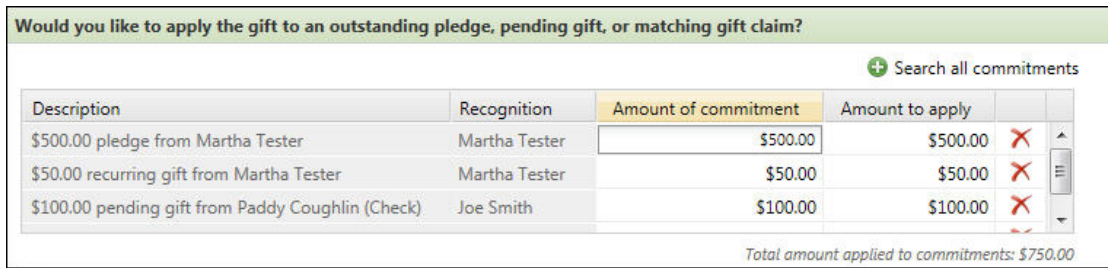 Would you like to apply the gift to an outstanding pledge, pending gift, or matching gift claim?
Search all commitments
Description Recognition Amount of commitment Amount to apply
$500.00 pledge from Martha Tester Martha Tester $500.00 $500.00
$50.00 recurring gift from Martha Tester Martha Tester $50.00 $50.00
$100.00 pending gift from Paddy Coughlin (Check) Joe Smith $100.00 $100.00
Total amount applied to commitments: $750.00